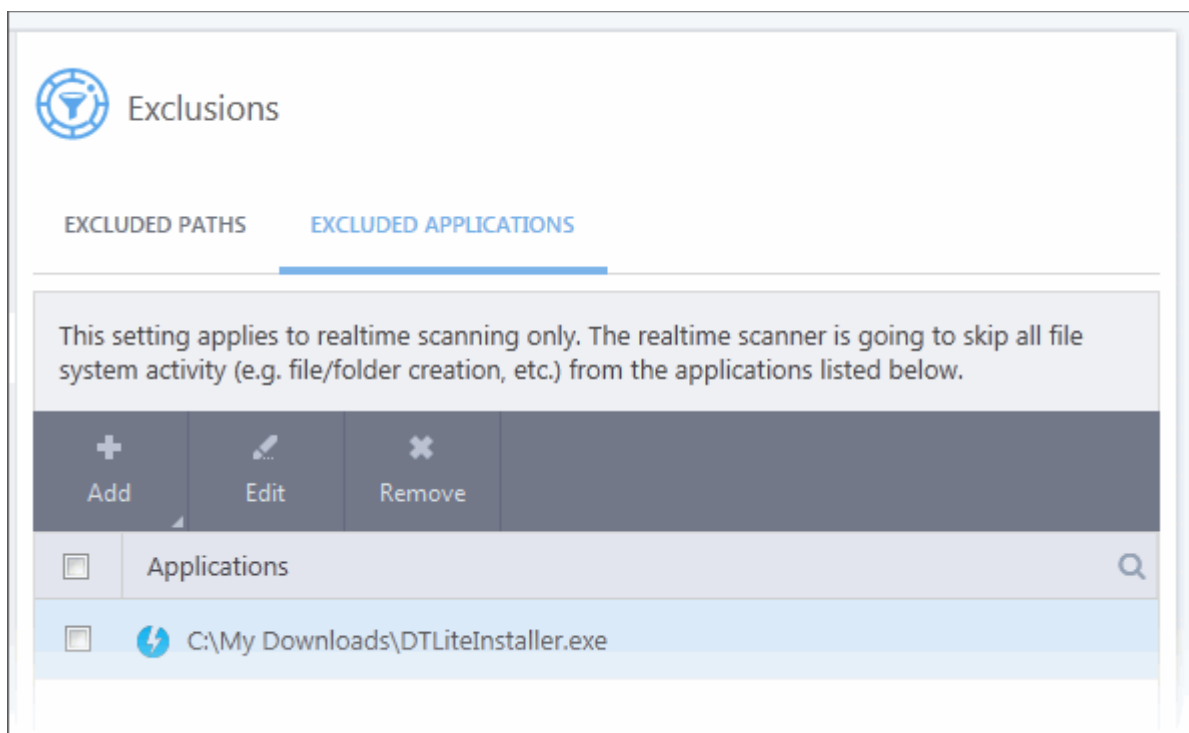 Exclusions
EXCLUDED PATHS
EXCLUDED APPLICATIONS
This setting applies to realtime scanning only. The realtime scanner is going to skip all file
system activity (e.g. file/folder creation, etc.) from the applications listed below.
Add
Edit
Remove
Applications
C:\My Downloads\DTLiteInstaller.exe